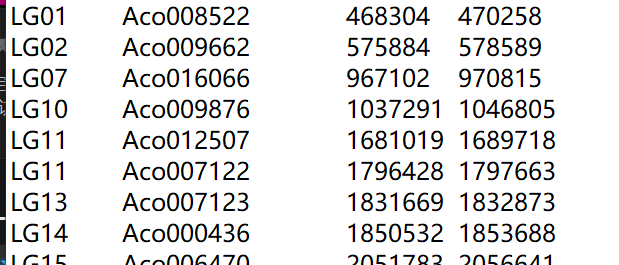 LG01 Aco008522 468304 470258
LG02 Aco009662 575884 578589
LG07 Aco016066 967102 970815
LG10 Aco009876 1037291 1046805
LG11 Aco012507 1681019 1689718
LG11 Aco007122 1796428 1797663
LG13 Aco007123 1831669 1832873
LG14 Aco000436 1850532 1853688
LG15 Aco006470 2051783 2056641